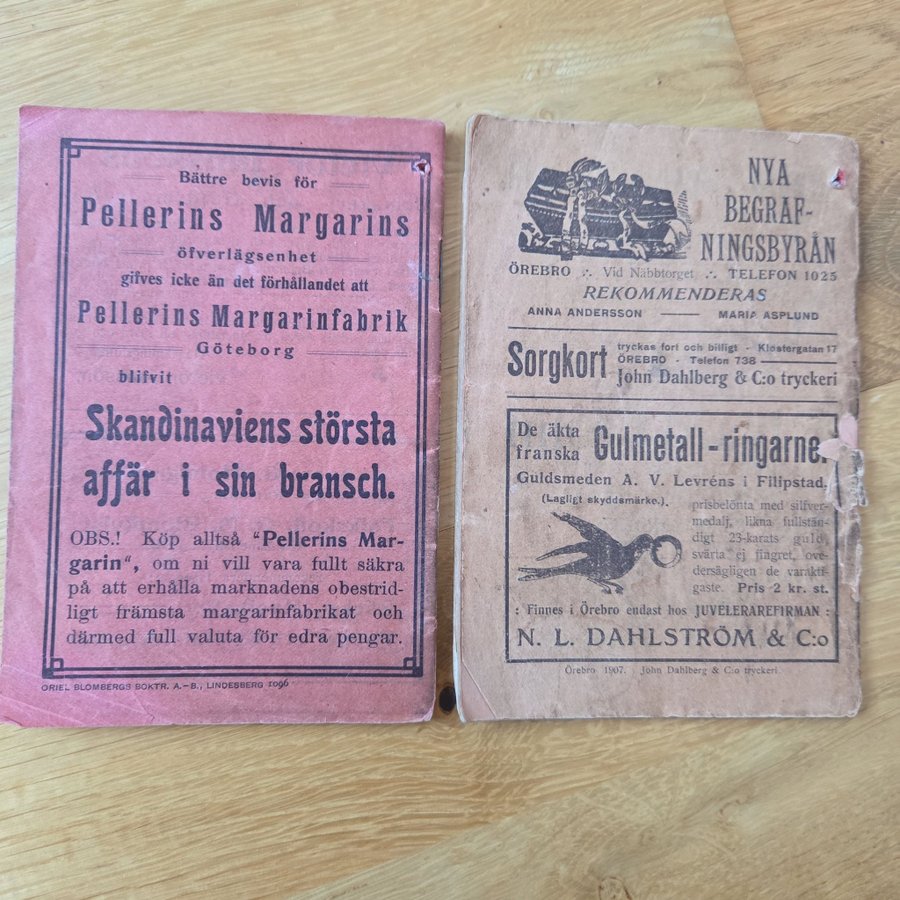 Bättre bevis för
Pellerins Margarins
öfverlägsenhet
gifves icke än det förhållandet att
Pellerins Margarinfabrik
Göteborg
blifvit
Skandinaviens största
affär i sin bransch.
OBS.! Köp alltså "Pellerins Mar-
garin", om ni vill vara fullt säkra
på att erhålla marknadens obestrid-
ligt främsta margarinfabrikat och
därmed full valuta för edra pengar.
ORIEL BLOMBERGS BOKTR. A.-B., LINDESBERG
NYA
BEGRAF-
NINGSBYRÅN
ÖREBRO .·. Vid Näbbtorget .·. TELEFON 1025
REKOMMENDERAS
ANNA ANDERSSON — MARIA ASPLUND
Sorgkort
tryckas fort och billigt - Klostergatan 17
ÖREBRO - Telefon 738
John Dahlberg & C:o tryckeri
De äkta
franska
Gulmetall-ringarne,
Guldsmeden A. V. Levréns i Filipstad,
(Lagligt skyddsmärke.)
prisbelönta med silfver-
medalj, likna fullstän-
digt 23-karats guld,
svärta ej fingret, ove-
dersägligen de varakti-
gaste. Pris 2 kr. st.
: Finnes i Örebro endast hos JUVELERAREFIRMAN :
N. L. DAHLSTRÖM & C:o
Örebro 1907. John Dahlberg & C:o tryckeri